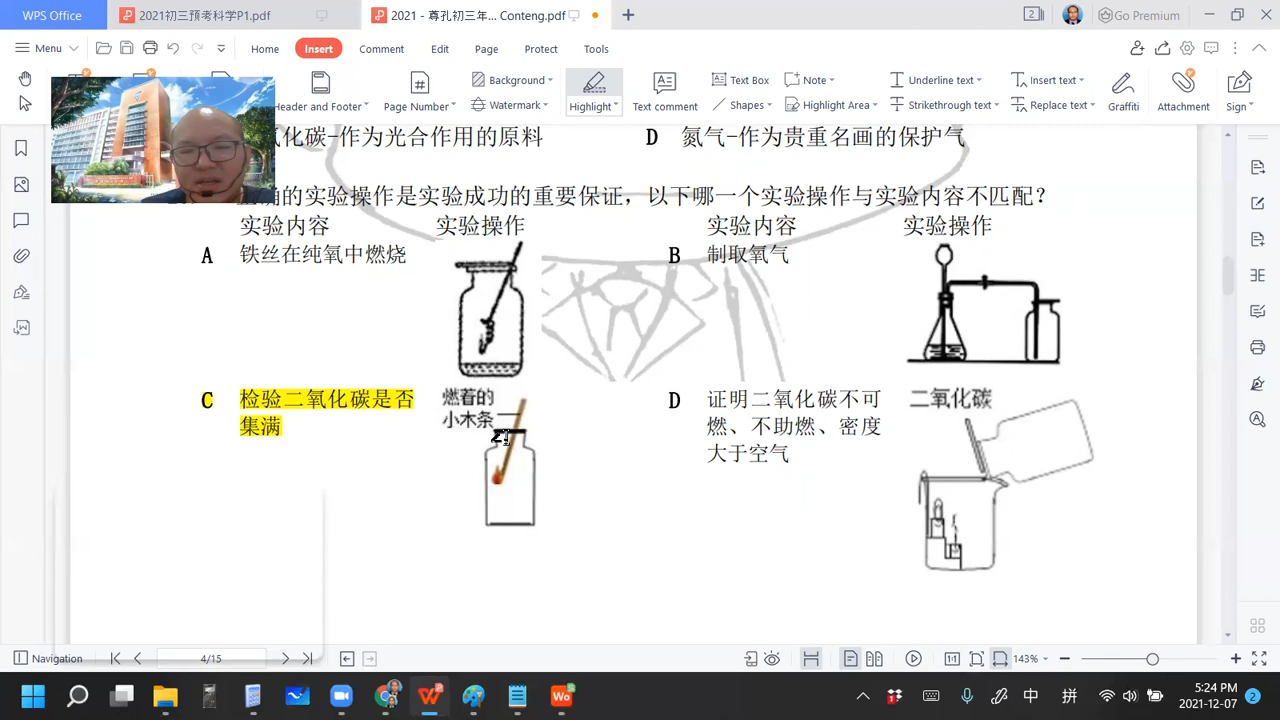 WPS Office
2021初三预考科学P1.pdf
2021 - 尊孔初三年... Conteng.pdf
2
Go Premium
Menu
Home
Insert
Comment
Edit
Page
Protect
Tools
Header and Footer
Page Number
Background
Watermark
Highlight
Text comment
Text Box
Shapes
Note
Highlight Area
Underline text
Strikethrough text
Insert text
Replace text
Graffiti
Attachment
Sign
化碳-作为光合作用的原料
D 氮气-作为贵重名画的保护气
的实验操作是实验成功的重要保证，以下哪一个实验操作与实验内容不匹配？
实验内容 实验操作 实验内容 实验操作
A 铁丝在纯氧中燃烧
B 制取氧气
C 检验二氧化碳是否
集满
燃着的
小木条
D 证明二氧化碳不可
燃、不助燃、密度
大于空气
二氧化碳
Navigation
4/15
143%
中
拼
5:24 PM
2021-12-07
2